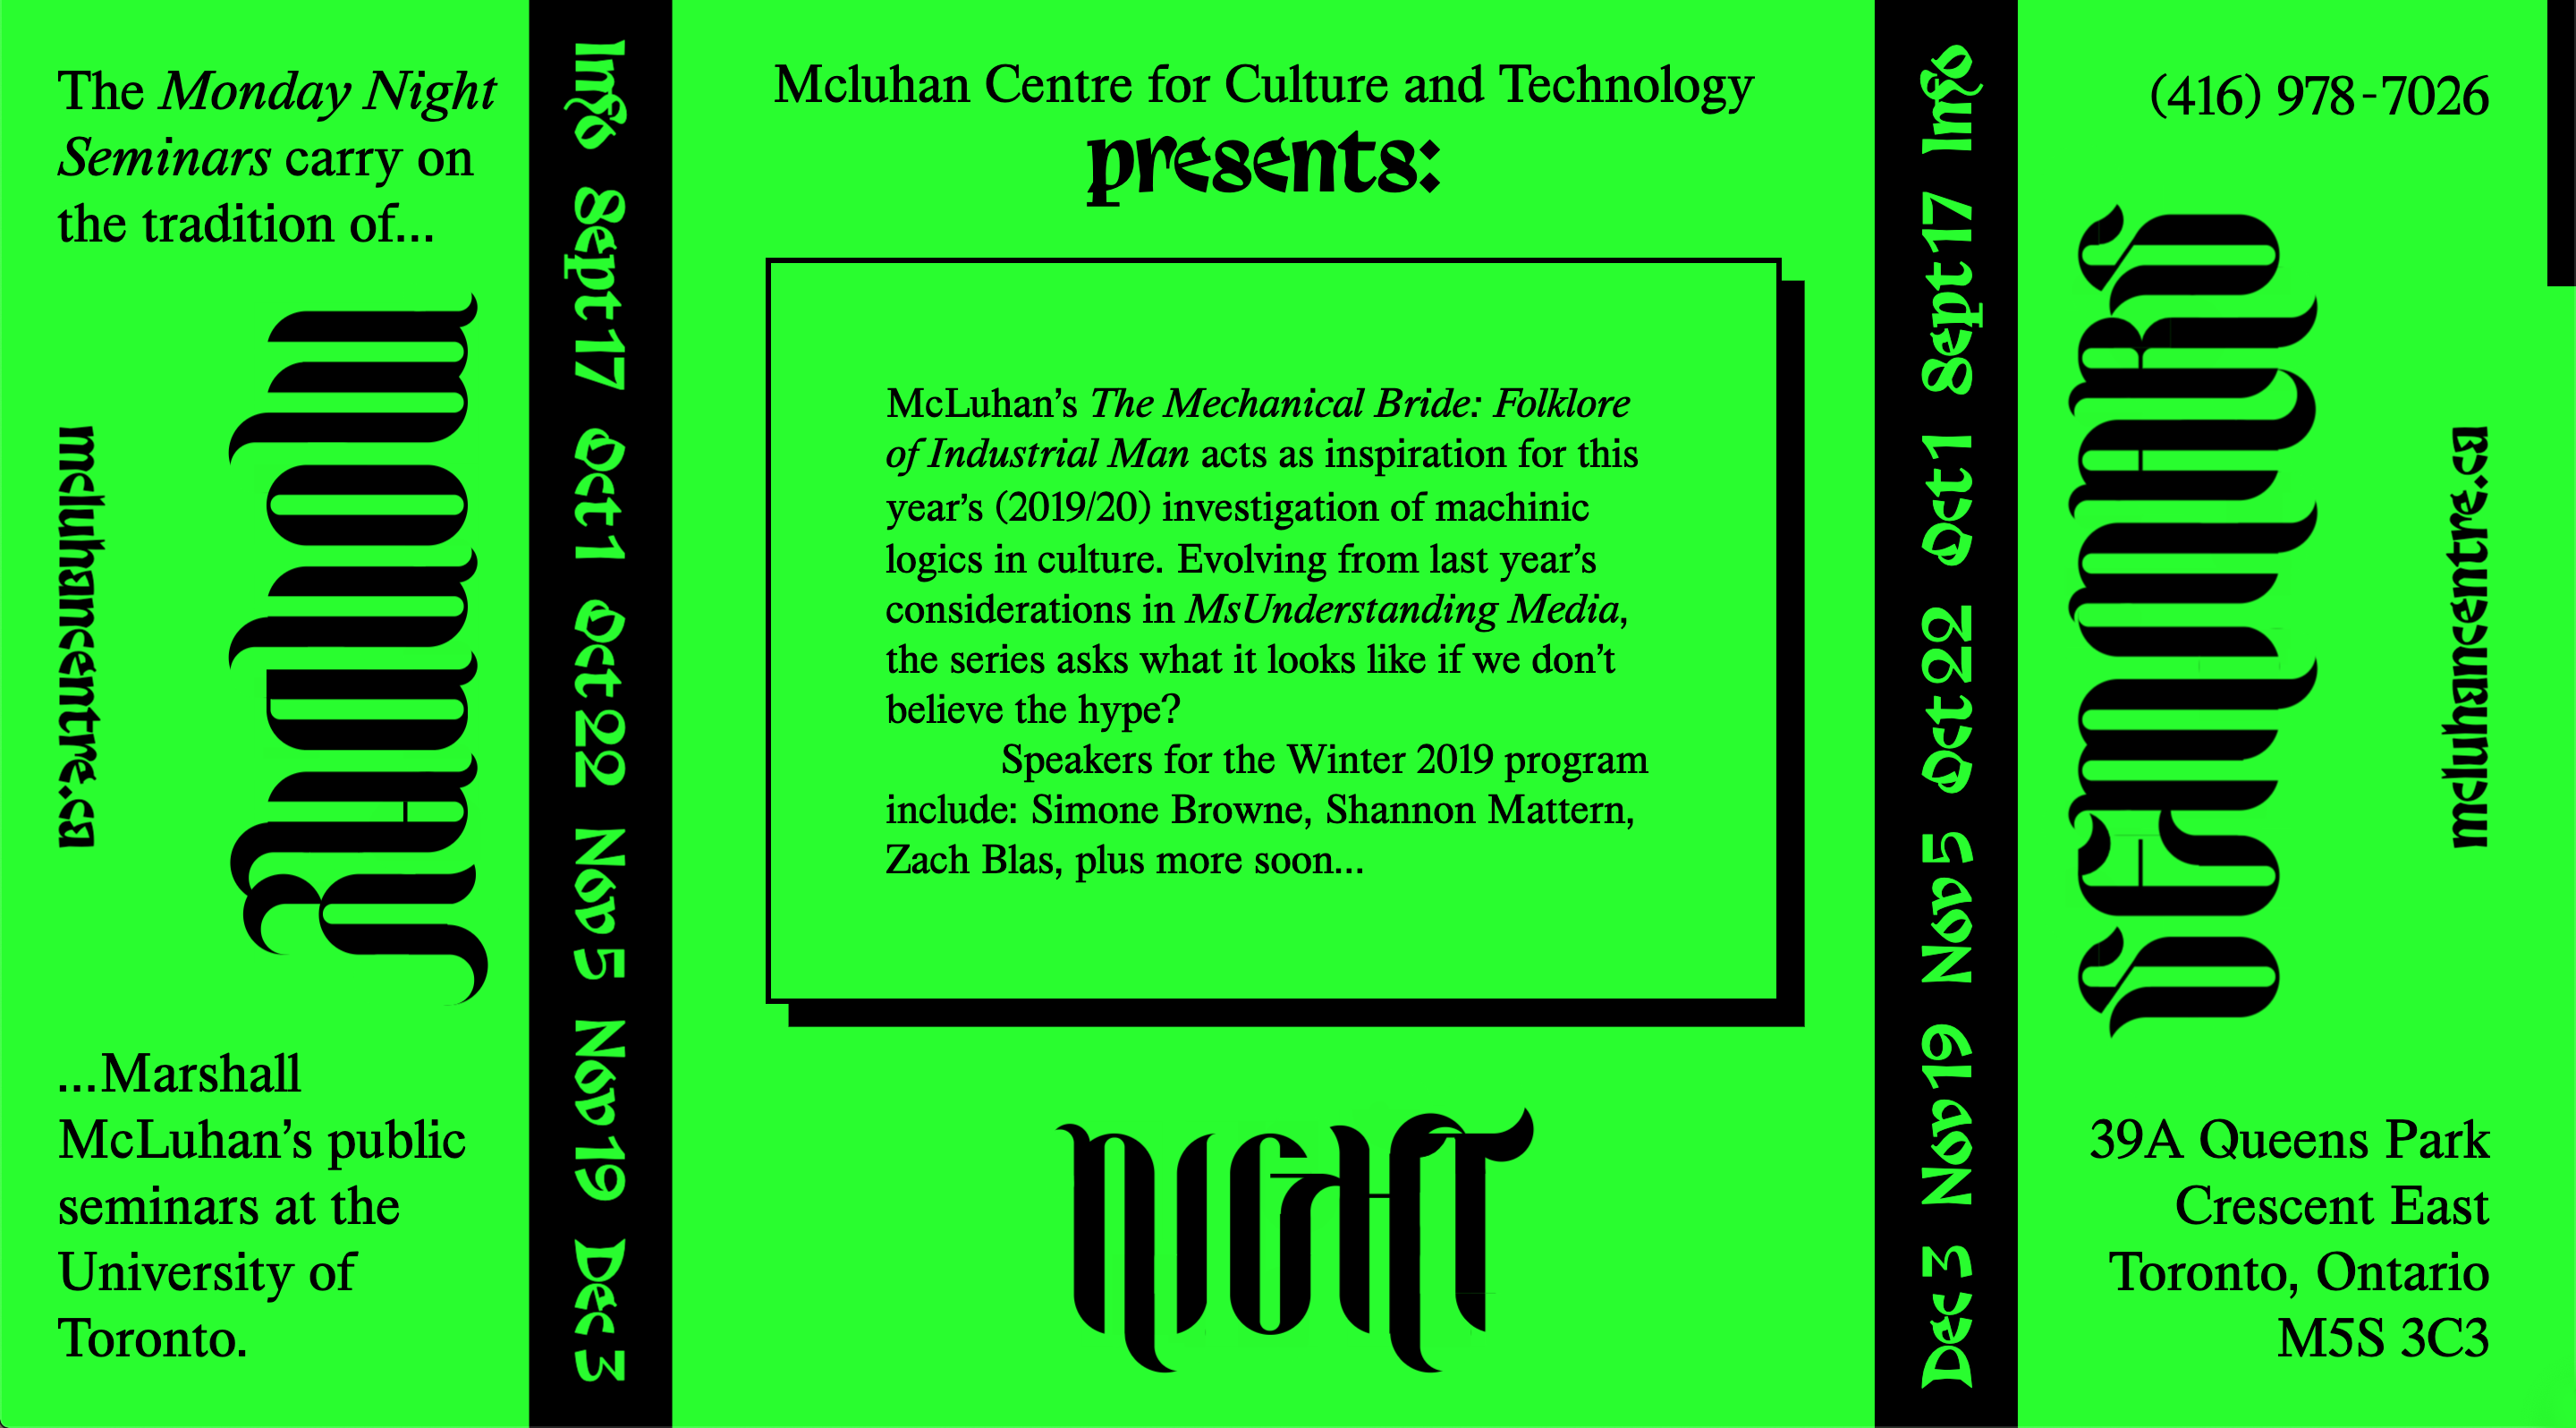 The Monday Night
Seminars carry on
the tradition of...
mcluhancentre.ca
MONDAY
...Marshall
McLuhan’s public
seminars at the
University of
Toronto.
Info Sept17 Oct1 Oct22 Nov5 Nov19 Dec3
Mcluhan Centre for Culture and Technology
presents:
McLuhan’s The Mechanical Bride: Folklore
of Industrial Man acts as inspiration for this
year’s (2019/20) investigation of machinic
logics in culture. Evolving from last year’s
considerations in MsUnderstanding Media,
the series asks what it looks like if we don’t
believe the hype?
Speakers for the Winter 2019 program
include: Simone Browne, Shannon Mattern,
Zach Blas, plus more soon...
NIGHT
Dec3 Nov19 Nov5 Oct22 Oct1 Sept17 Info
(416) 978-7026
SEMINARS
mcluhancentre.ca
39A Queens Park
Crescent East
Toronto, Ontario
M5S 3C3